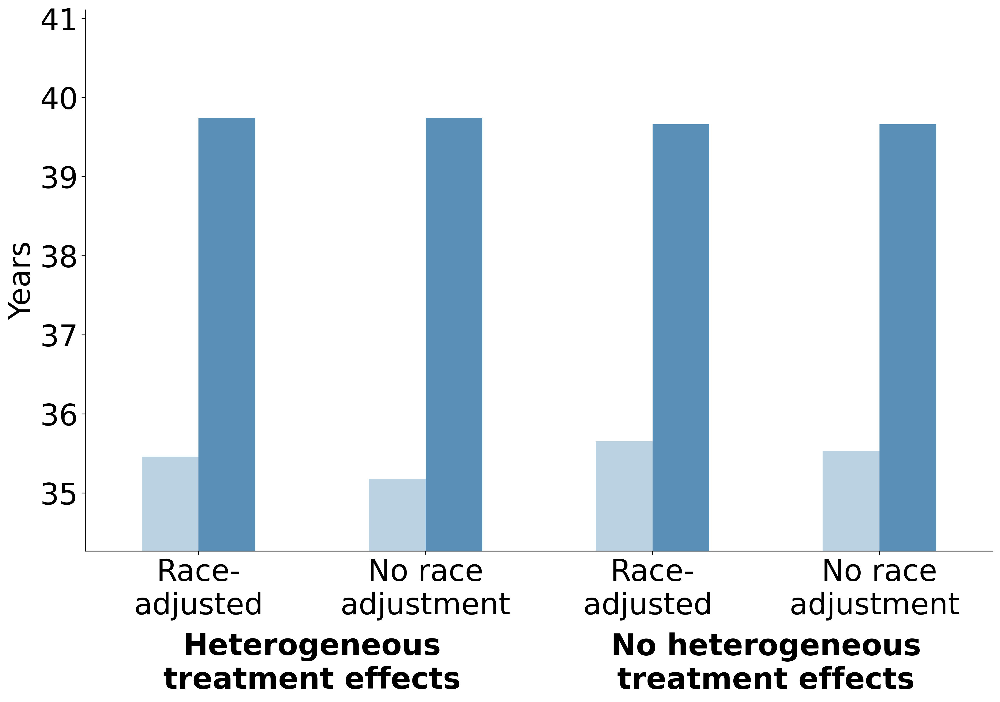 41
40
39
38
37
36
35
Years
Race-
adjusted
No race
adjustment
Race-
adjusted
No race
adjustment
Heterogeneous
treatment effects
No heterogeneous
treatment effects